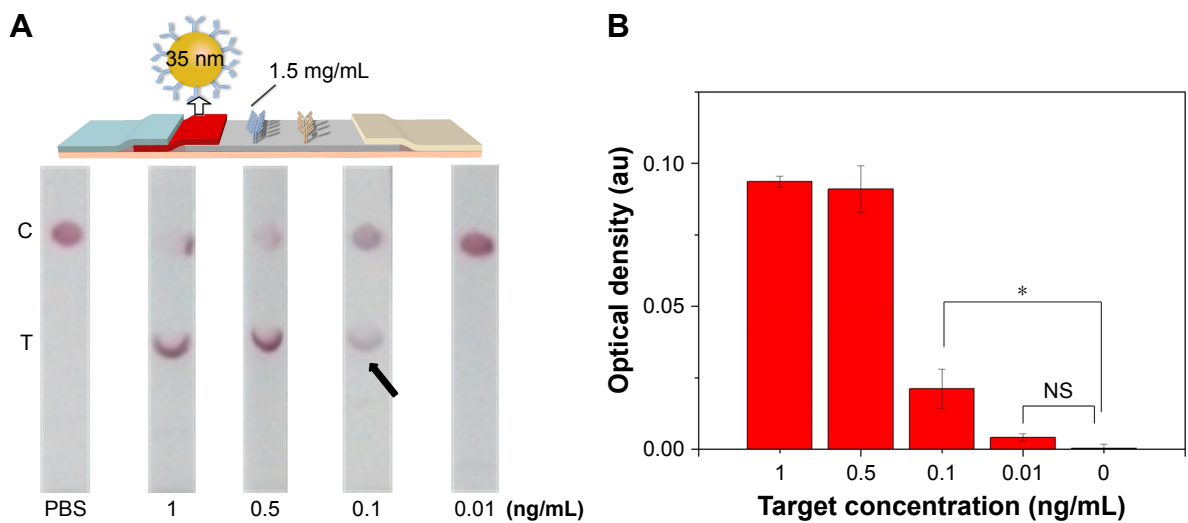 A
35 nm
1.5 mg/mL
C
T
PBS 1 0.5 0.1 0.01 (ng/mL)
B
Optical density (au)
0.10
0.05
0.00
*
NS
1 0.5 0.1 0.01 0
Target concentration (ng/mL)